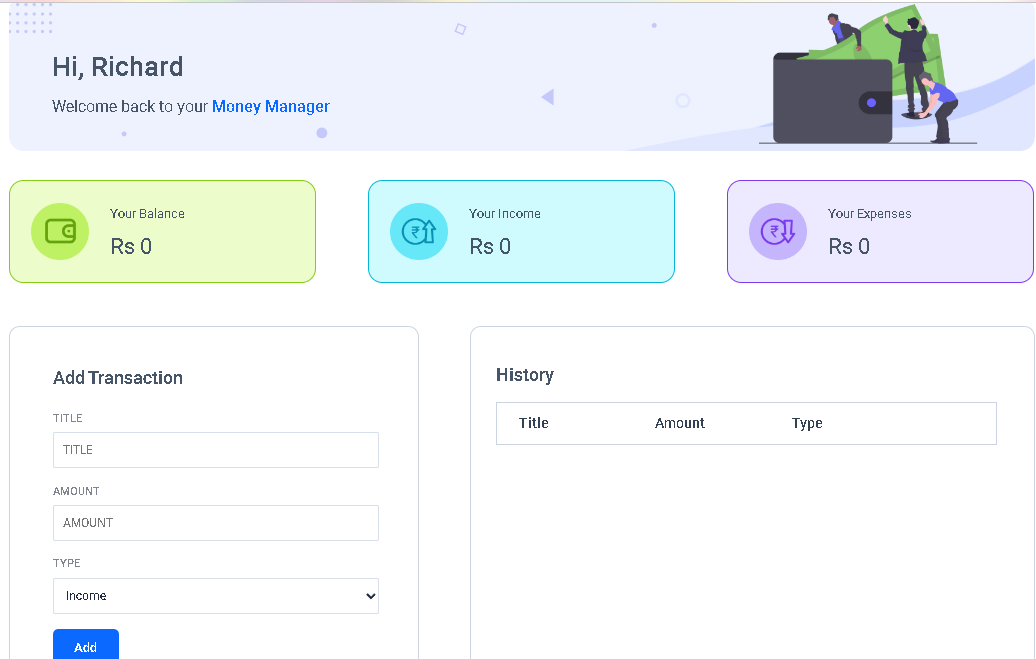 Hi, Richard
Welcome back to your Money Manager
Your Balance
Rs 0
Your Income
Rs 0
Your Expenses
Rs 0
Add Transaction
TITLE
TITLE
AMOUNT
AMOUNT
TYPE
Income
Add
History
Title Amount Type